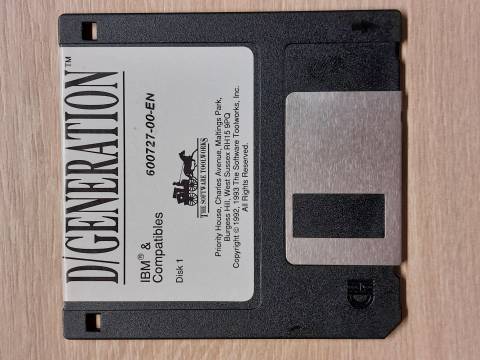 D/GENERATION™
600727-00-EN
IBM® &
Compatibles
Disk 1
THE SOFTWARE TOOLWORKS
Priority House, Charles Avenue, Maltings Park,
Burgess Hill, West Sussex RH15 9PQ
Copyright © 1992, 1993 The Software Toolworks, Inc.
All Rights Reserved.